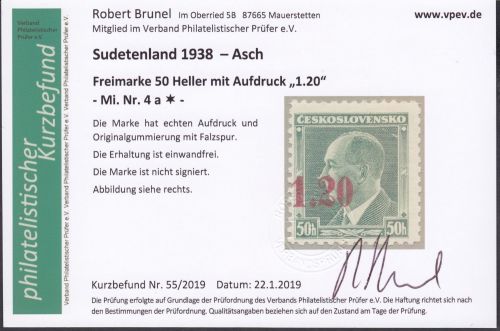 Robert Brunel Im Oberried 5B 87665 Mauerstetten
www.vpev.de
Mitglied im Verband Philatelistischer Prüfer e.V.
Verband
Philatelistischer
Prüfer e.V.
philatelistischer
Kurzbefund
Sudetenland 1938 – Asch
Freimarke 50 Heller mit Aufdruck „1.20“
- Mi. Nr. 4 a ✶ -
Die Marke hat echten Aufdruck und
Originalgummierung mit Falzspur.
Die Erhaltung ist einwandfrei.
Die Marke ist nicht signiert.
Abbildung siehe rechts.
ČESKOSLOVENSKO
1.20
50h 50h
Kurzbefund Nr. 55/2019 Datum: 22.1.2019
Die Prüfung erfolgte auf Grundlage der Prüfordnung des Verbands Philatelistischer Prüfer e.V. Die Haftung richtet sich nach
den Bestimmungen der Prüfordnung. Qualitätsangaben beziehen sich auf den Zustand am Tage der Prüfung.